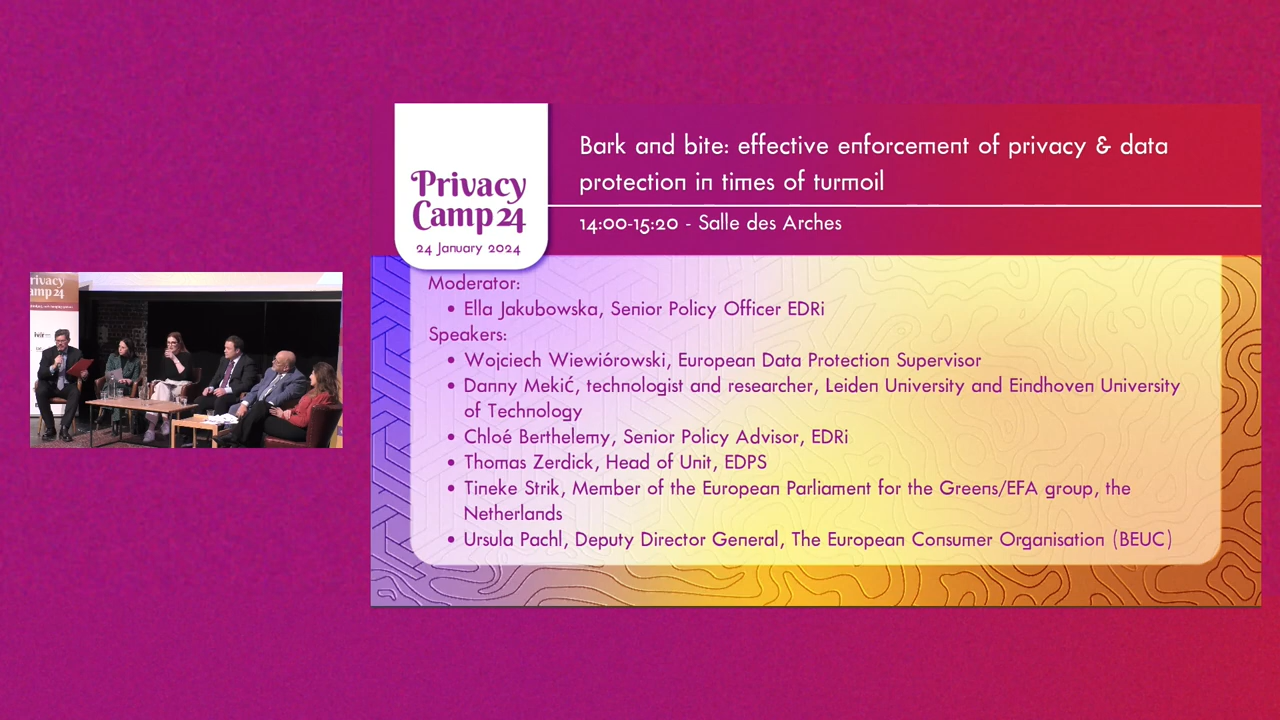 Privacy
Camp 24
24 January 2024
Bark and bite: effective enforcement of privacy & data
protection in times of turmoil
14:00-15:20 - Salle des Arches
Moderator:
• Ella Jakubowska, Senior Policy Officer EDRi
Speakers:
• Wojciech Wiewiórowski, European Data Protection Supervisor
• Danny Mekić, technologist and researcher, Leiden University and Eindhoven University
of Technology
• Chloé Berthelemy, Senior Policy Advisor, EDRi
• Thomas Zerdick, Head of Unit, EDPS
• Tineke Strik, Member of the European Parliament for the Greens/EFA group, the
Netherlands
• Ursula Pachl, Deputy Director General, The European Consumer Organisation (BEUC)
rivacy
amp 24